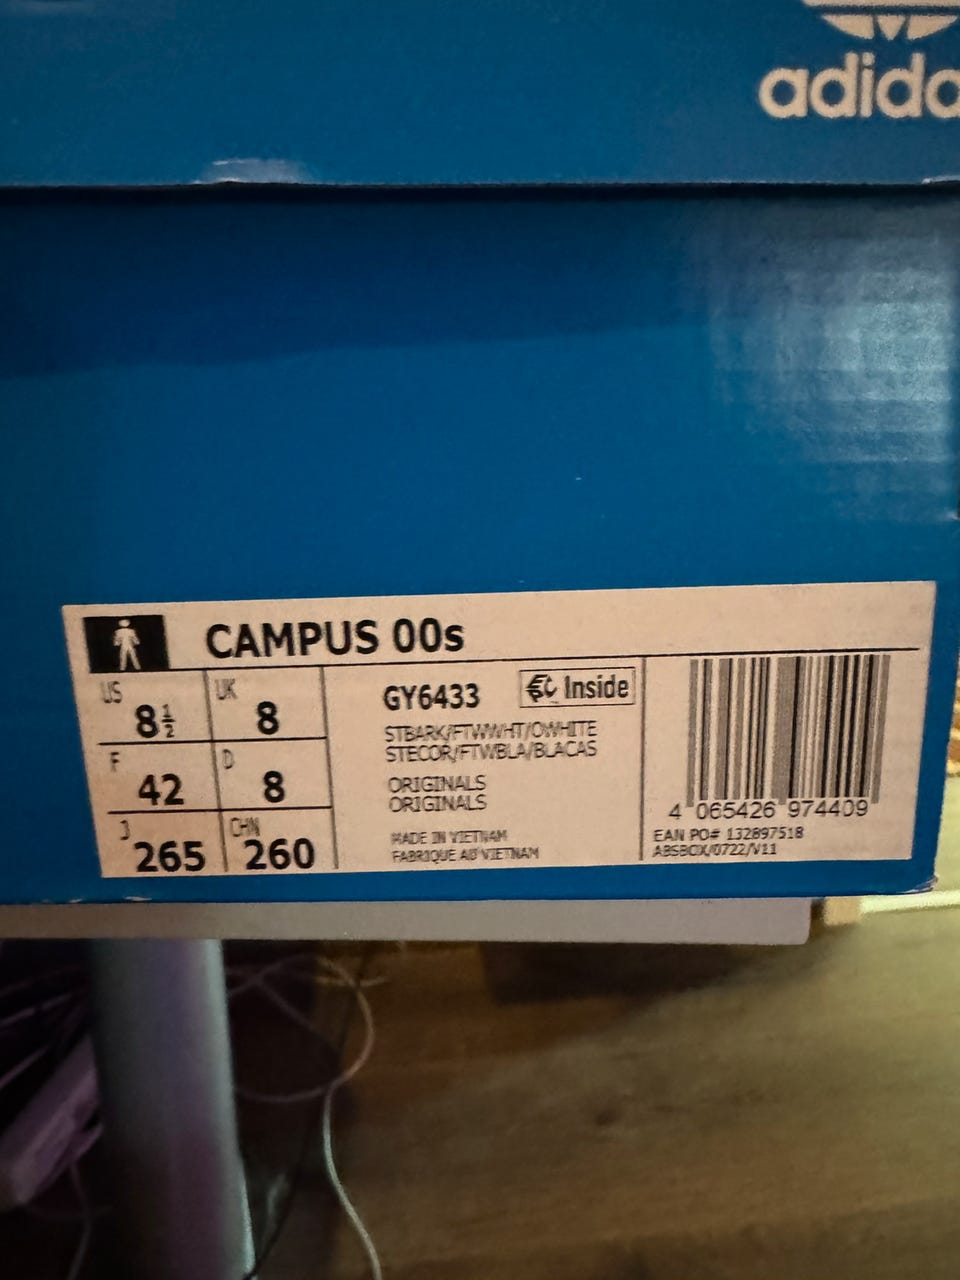 adida
CAMPUS 00s
US 8½
UK 8
F 42
D 8
J 265
CHN 260
GY6433
Inside
STBARK/FTWWHT/OWHITE
STECOR/FTWBLA/BLACAS
ORIGINALS
ORIGINALS
MADE IN VIETNAM
FABRIQUE AU VIETNAM
4 065426 974409
EAN PO# 132897518
ABSBOX/0722/V11